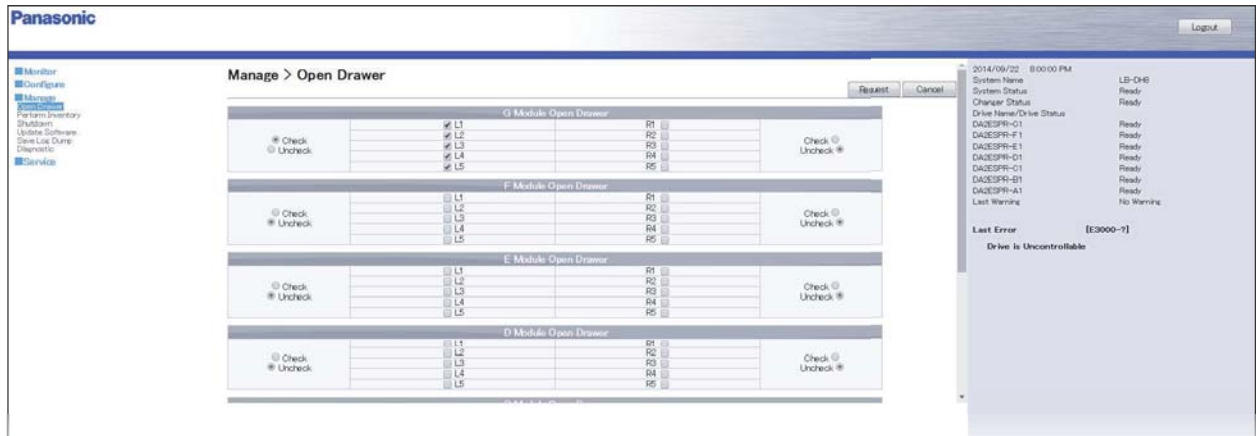 Panasonic
Logout
Monitor
Configure
Manage
Open Drawer
Perform Inventory
Shutdown
Update Software
Save Log Dump
Diagnostic
Service
Manage > Open Drawer
Request Cancel
G Module Open Drawer
Check
Uncheck
L1 R1
L2 R2
L3 R3
L4 R4
L5 R5
Check
Uncheck
F Module Open Drawer
Check
Uncheck
L1 R1
L2 R2
L3 R3
L4 R4
L5 R5
Check
Uncheck
E Module Open Drawer
Check
Uncheck
L1 R1
L2 R2
L3 R3
L4 R4
L5 R5
Check
Uncheck
D Module Open Drawer
Check
Uncheck
L1 R1
L2 R2
L3 R3
L4 R4
L5 R5
Check
Uncheck
2014/09/22 8:00:00 PM
System Name LB-DH8
System Status Ready
Changer Status Ready
Drive Name/Drive Status
DA2ESPR-G1 Ready
DA2ESPR-F1 Ready
DA2ESPR-E1 Ready
DA2ESPR-D1 Ready
DA2ESPR-C1 Ready
DA2ESPR-B1 Ready
DA2ESPR-A1 Ready
Last Warning No Warning
Last Error [E3000-?]
Drive is Uncontrollable